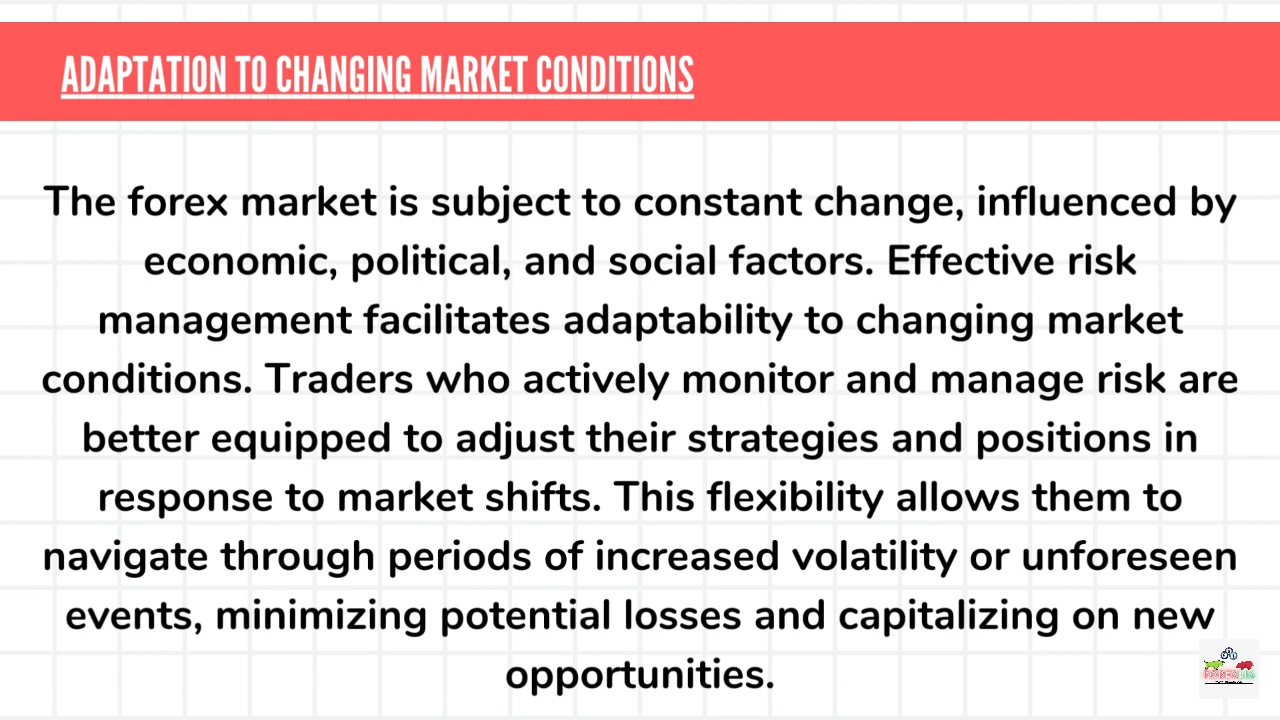 ADAPTATION TO CHANGING MARKET CONDITIONS
The forex market is subject to constant change, influenced by
economic, political, and social factors. Effective risk
management facilitates adaptability to changing market
conditions. Traders who actively monitor and manage risk are
better equipped to adjust their strategies and positions in
response to market shifts. This flexibility allows them to
navigate through periods of increased volatility or unforeseen
events, minimizing potential losses and capitalizing on new
opportunities.